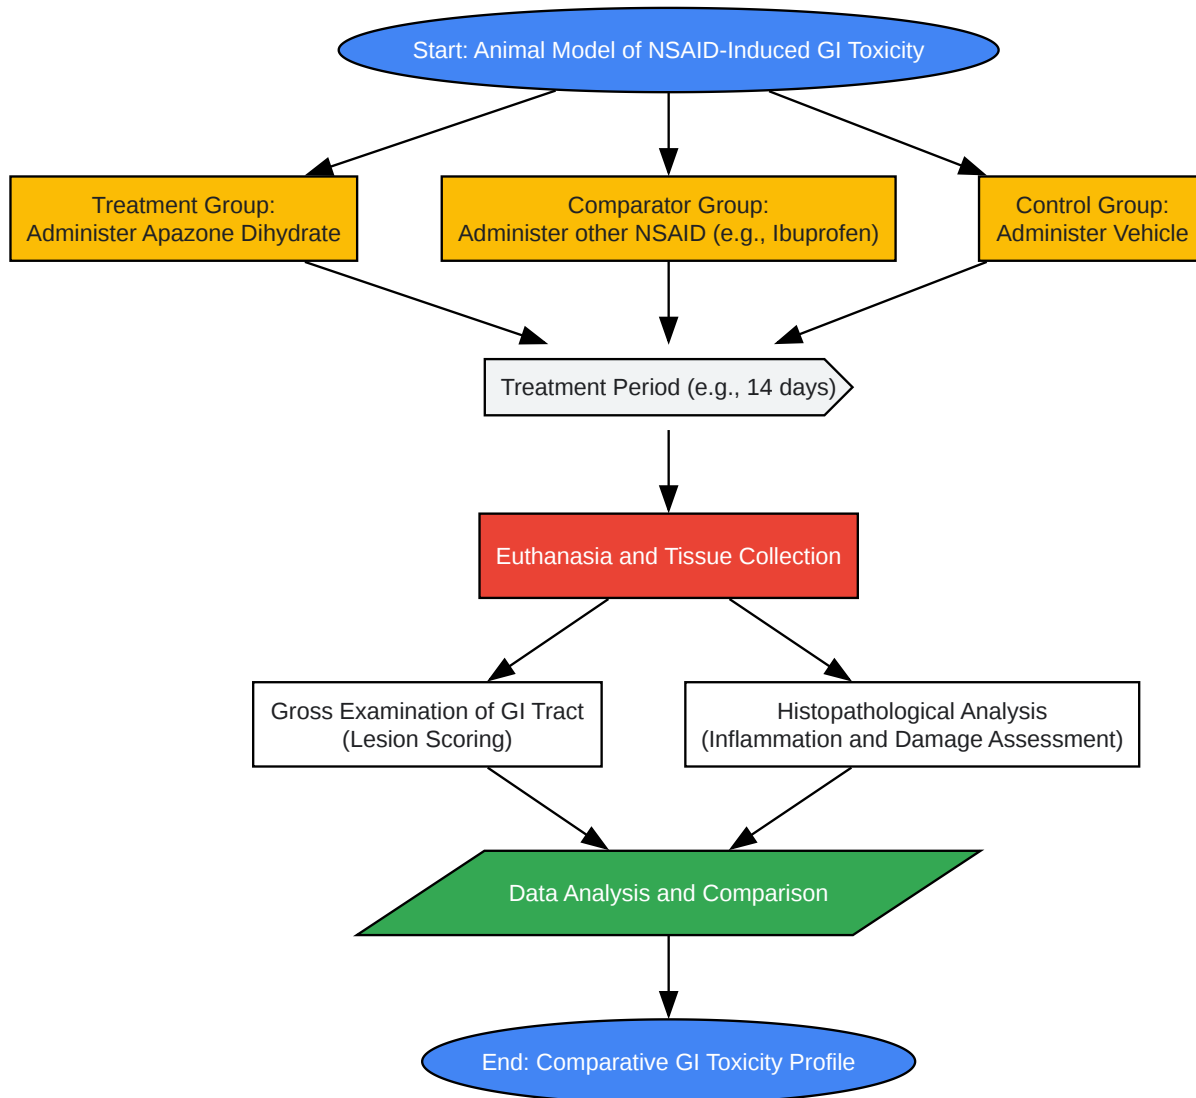 Start: Animal Model of NSAID-Induced GI Toxicity
Treatment Group:
Administer Apazone Dihydrate
Comparator Group:
Administer other NSAID (e.g., Ibuprofen)
Control Group:
Administer Vehicle
Treatment Period (e.g., 14 days)
Euthanasia and Tissue Collection
Gross Examination of GI Tract
(Lesion Scoring)
Histopathological Analysis
(Inflammation and Damage Assessment)
Data Analysis and Comparison
End: Comparative GI Toxicity Profile